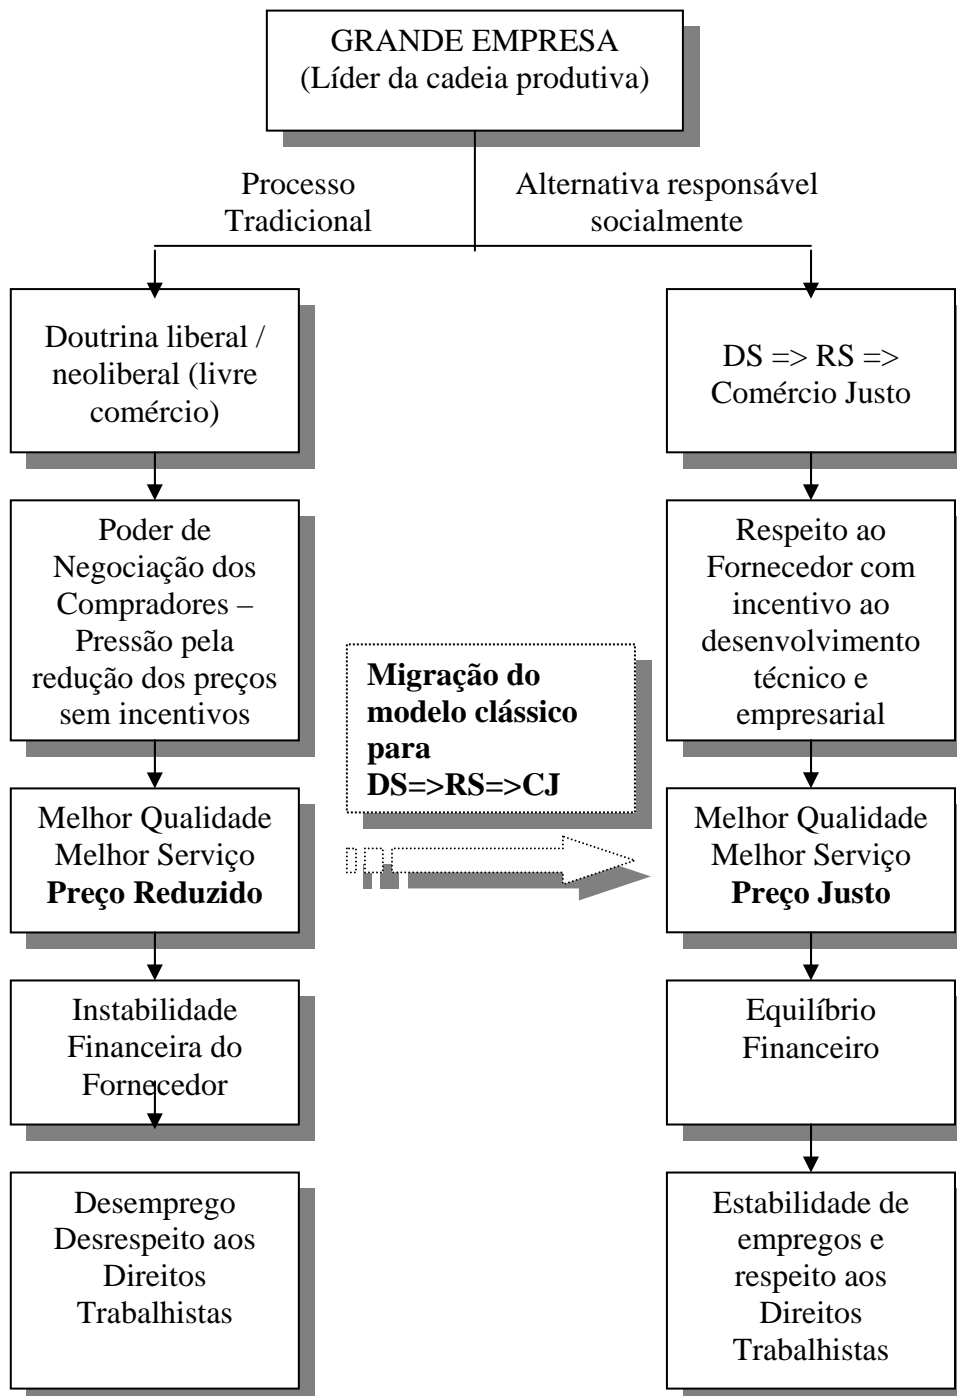 GRANDE EMPRESA
(Líder da cadeia produtiva)
Processo
Tradicional
Alternativa responsável
socialmente
Doutrina liberal /
neoliberal (livre
comércio)
DS => RS =>
Comércio Justo
Poder de
Negociação dos
Compradores –
Pressão pela
redução dos preços
sem incentivos
Respeito ao
Fornecedor com
incentivo ao
desenvolvimento
técnico e
empresarial
Migração do
modelo clássico
para
DS=>RS=>CJ
Melhor Qualidade
Melhor Serviço
Preço Reduzido
Melhor Qualidade
Melhor Serviço
Preço Justo
Instabilidade
Financeira do
Fornecedor
Equilíbrio
Financeiro
Desemprego
Desrespeito aos
Direitos
Trabalhistas
Estabilidade de
empregos e
respeito aos
Direitos
Trabalhistas